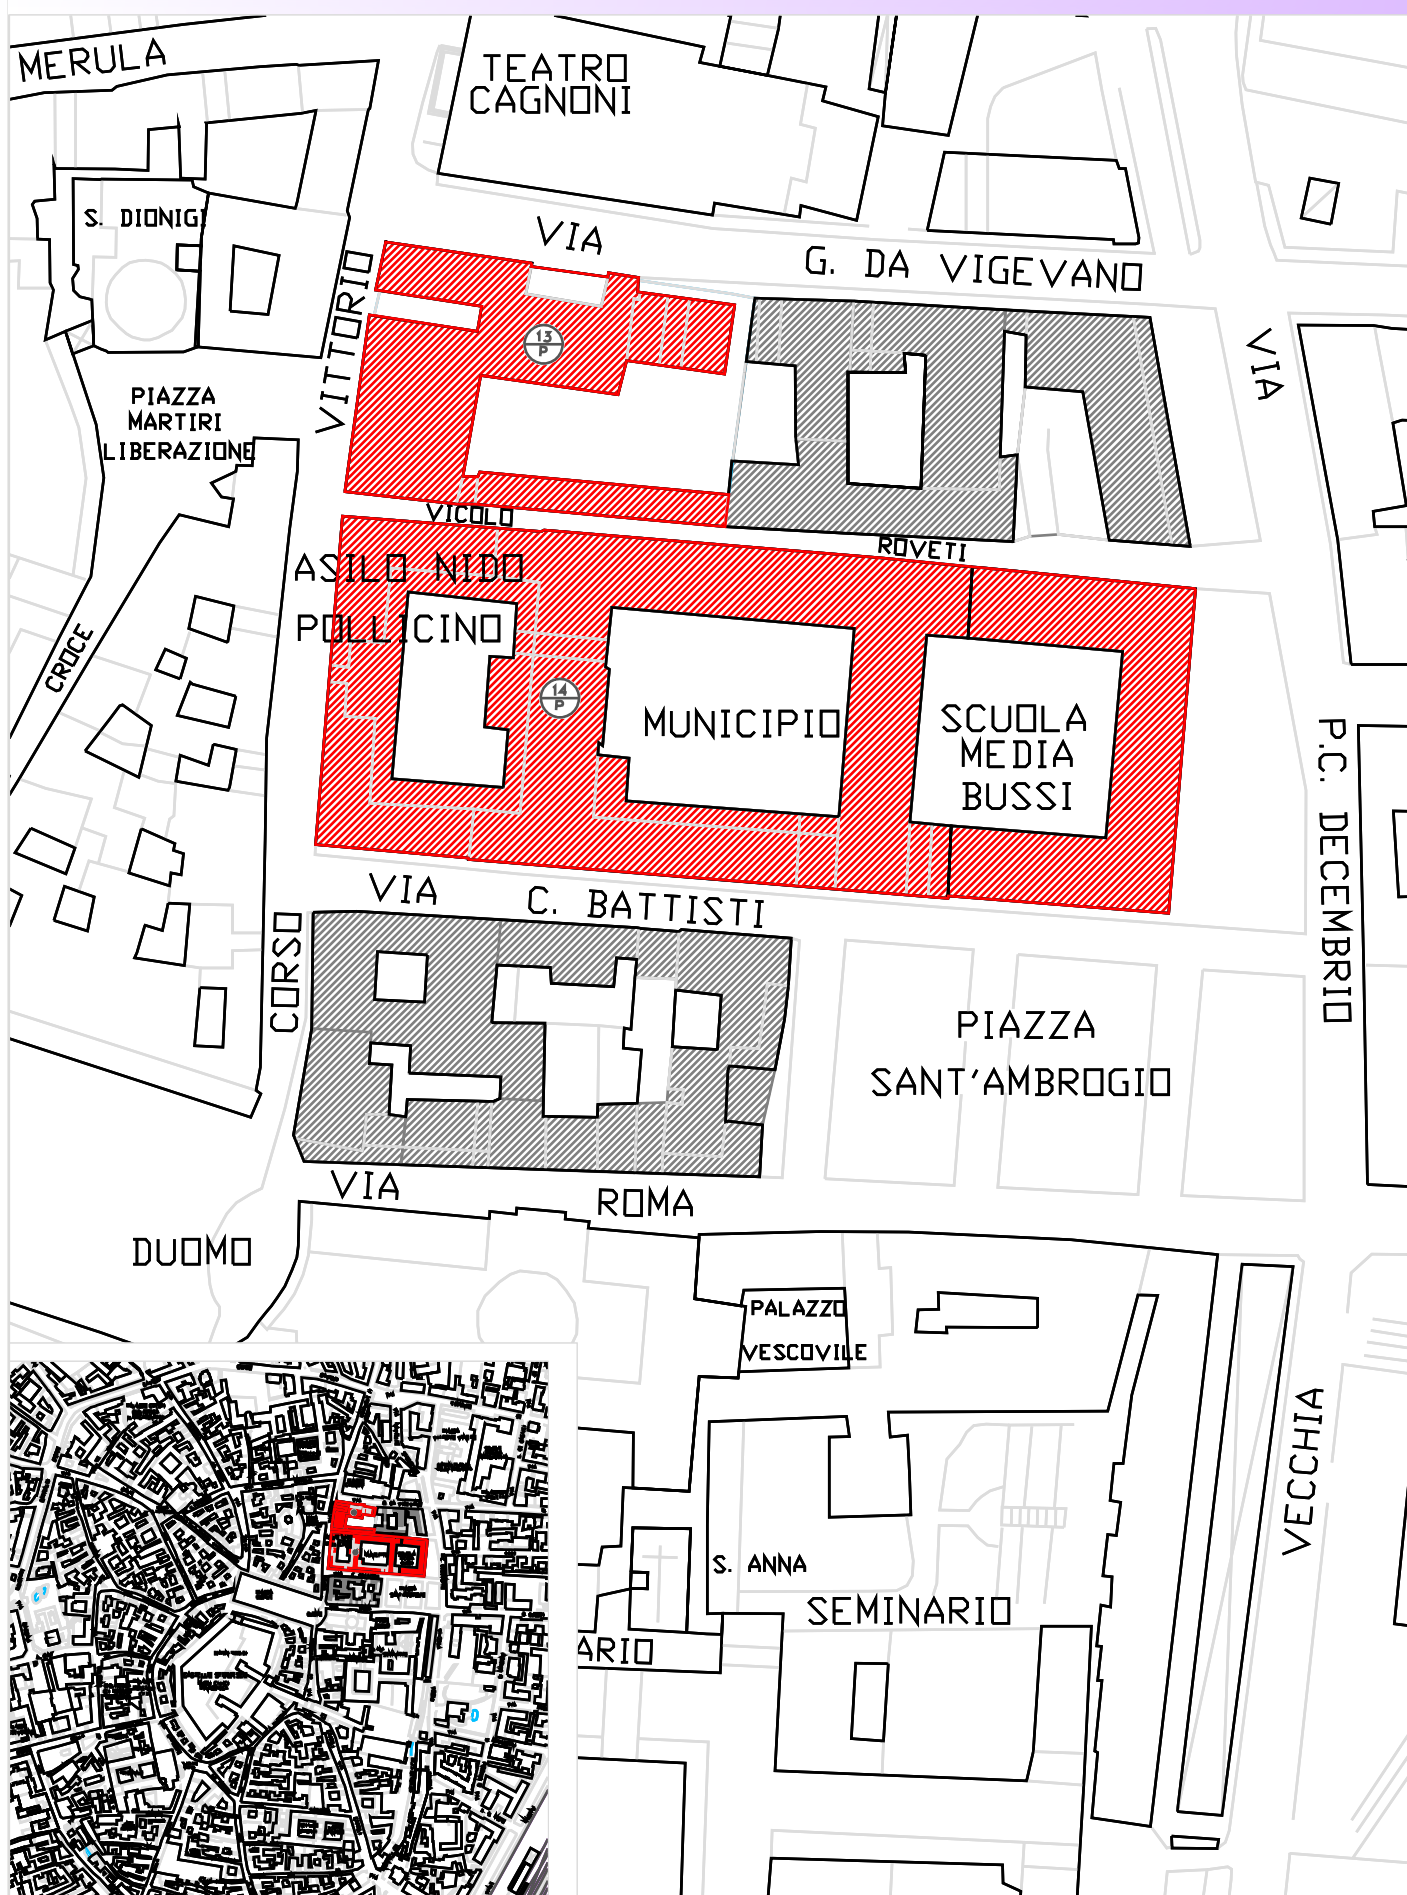 MERULA
TEATRO
CAGNONI
S. DIONIGI
VIA
G. DA VIGEVANO
VITTORIO
13
P
VIA
PIAZZA
MARTIRI
LIBERAZIONE
VICOLO
ROVETI
ASILO NIDO
POLLICINO
CROCE
14
P
MUNICIPIO
SCUOLA
MEDIA
BUSSI
P.C. DECEMBRIO
VIA
C. BATTISTI
CORSO
PIAZZA
SANT'AMBROGIO
VIA
ROMA
DUOMO
PALAZZO
VESCOVILE
VECCHIA
S. ANNA
SEMINARIO
ARIO